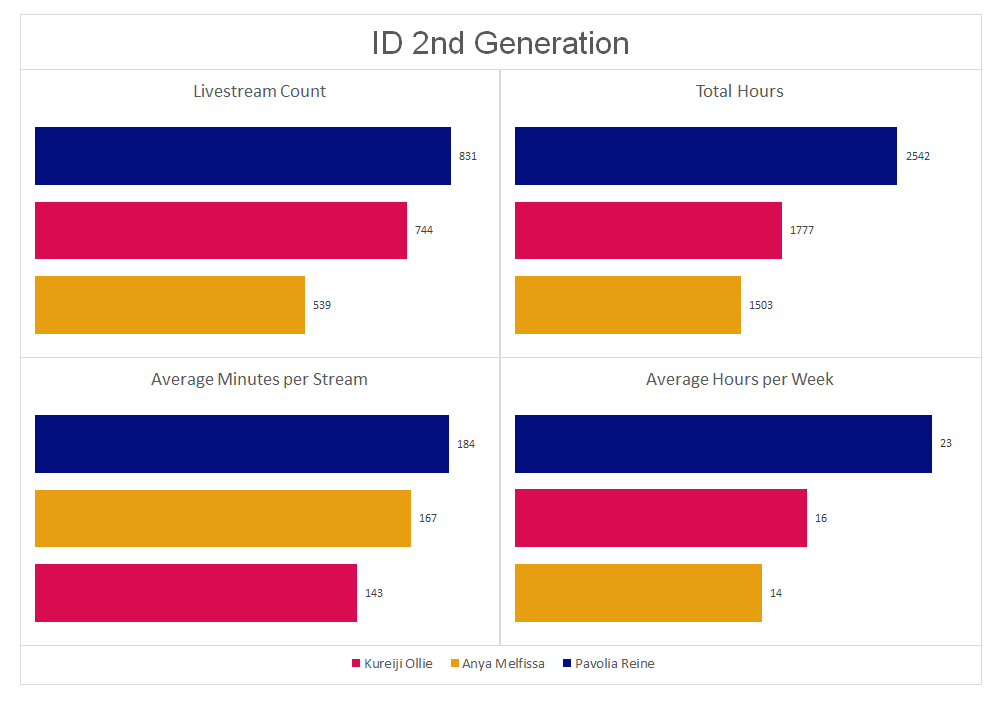 ID 2nd Generation
Livestream Count
831
744
539
Total Hours
2542
1777
1503
Average Minutes per Stream
184
167
143
Average Hours per Week
23
16
14
Kureiji Ollie Anya Melfissa Pavolia Reine